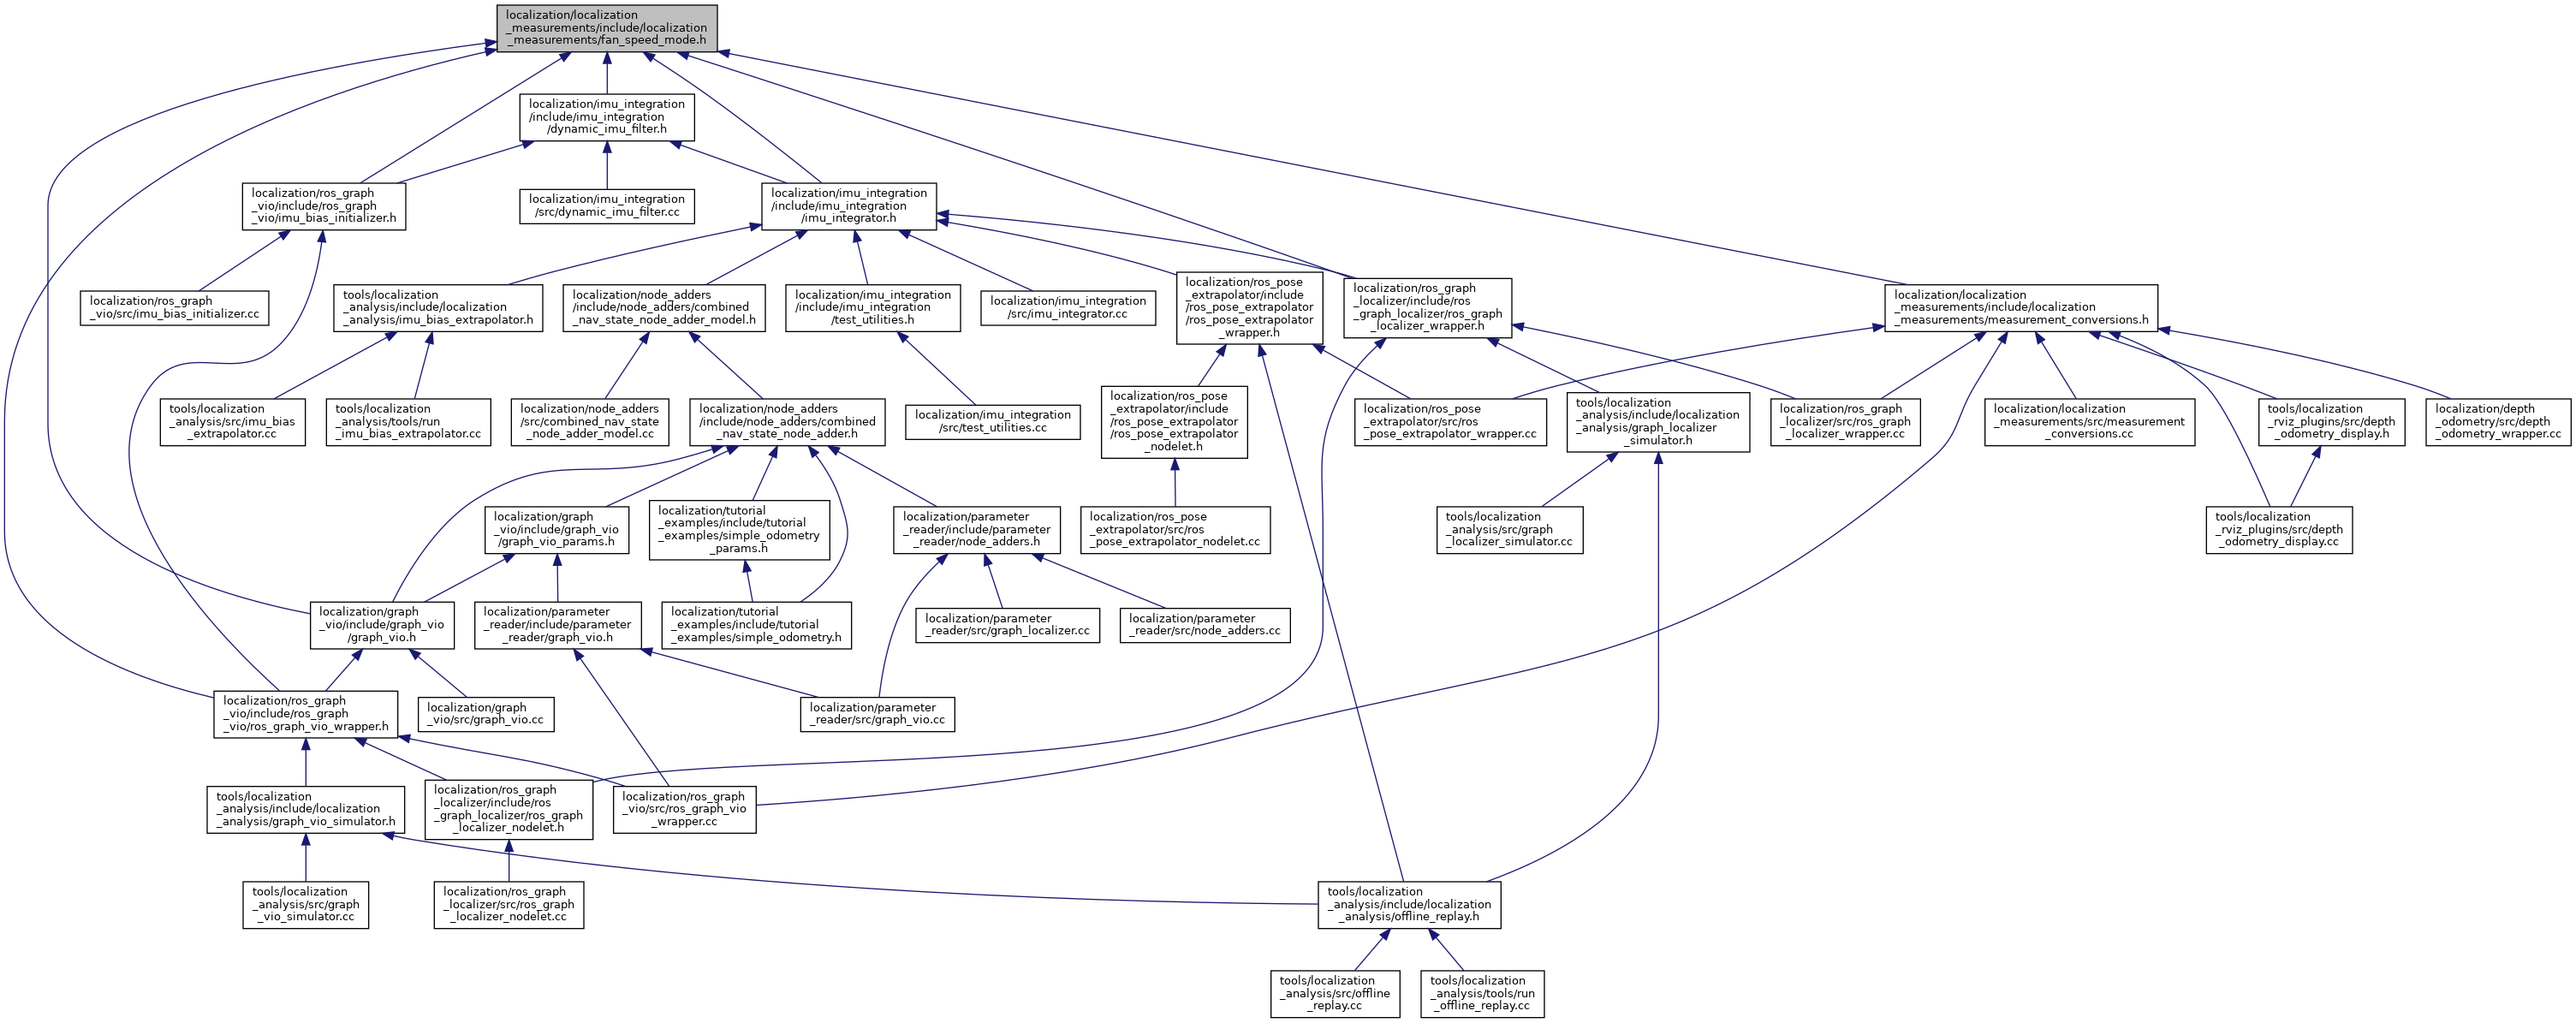 localization/localization
_measurements/include/localization
_measurements/fan_speed_mode.h
localization/imu_integration
/include/imu_integration
/dynamic_imu_filter.h
localization/ros_graph
_vio/include/ros_graph
_vio/imu_bias_initializer.h
localization/imu_integration
/src/dynamic_imu_filter.cc
localization/imu_integration
/include/imu_integration
/imu_integrator.h
localization/ros_graph
_vio/src/imu_bias_initializer.cc
tools/localization
_analysis/include/localization
_analysis/imu_bias_extrapolator.h
localization/node_adders
/include/node_adders/combined
_nav_state_node_adder_model.h
localization/imu_integration
/include/imu_integration
/test_utilities.h
localization/imu_integration
/src/imu_integrator.cc
localization/ros_pose
_extrapolator/include
/ros_pose_extrapolator
/ros_pose_extrapolator
_wrapper.h
localization/ros_graph
_localizer/include/ros
_graph_localizer/ros_graph
_localizer_wrapper.h
localization/localization
_measurements/include/localization
_measurements/measurement_conversions.h
tools/localization
_analysis/src/imu_bias
_extrapolator.cc
tools/localization
_analysis/tools/run
_imu_bias_extrapolator.cc
localization/node_adders
/src/combined_nav_state
_node_adder_model.cc
localization/node_adders
/include/node_adders/combined
_nav_state_node_adder.h
localization/imu_integration
/src/test_utilities.cc
localization/ros_pose
_extrapolator/include
/ros_pose_extrapolator
/ros_pose_extrapolator
_nodelet.h
localization/ros_pose
_extrapolator/src/ros
_pose_extrapolator_wrapper.cc
tools/localization
_analysis/include/localization
_analysis/graph_localizer
_simulator.h
localization/ros_graph
_localizer/src/ros_graph
_localizer_wrapper.cc
localization/localization
_measurements/src/measurement
_conversions.cc
tools/localization
_rviz_plugins/src/depth
_odometry_display.h
localization/depth
_odometry/src/depth
_odometry_wrapper.cc
localization/graph
_vio/include/graph_vio
/graph_vio_params.h
localization/tutorial
_examples/include/tutorial
_examples/simple_odometry
_params.h
localization/parameter
_reader/include/parameter
_reader/node_adders.h
localization/ros_pose
_extrapolator/src/ros
_pose_extrapolator_nodelet.cc
tools/localization
_analysis/src/graph
_localizer_simulator.cc
tools/localization
_rviz_plugins/src/depth
_odometry_display.cc
localization/graph
_vio/include/graph_vio
/graph_vio.h
localization/parameter
_reader/include/parameter
_reader/graph_vio.h
localization/tutorial
_examples/include/tutorial
_examples/simple_odometry.h
localization/parameter
_reader/src/graph_localizer.cc
localization/parameter
_reader/src/node_adders.cc
localization/ros_graph
_vio/include/ros_graph
_vio/ros_graph_vio_wrapper.h
localization/graph
_vio/src/graph_vio.cc
localization/parameter
_reader/src/graph_vio.cc
tools/localization
_analysis/include/localization
_analysis/graph_vio_simulator.h
localization/ros_graph
_localizer/include/ros
_graph_localizer/ros_graph
_localizer_nodelet.h
localization/ros_graph
_vio/src/ros_graph_vio
_wrapper.cc
tools/localization
_analysis/src/graph
_vio_simulator.cc
localization/ros_graph
_localizer/src/ros_graph
_localizer_nodelet.cc
tools/localization
_analysis/include/localization
_analysis/offline_replay.h
tools/localization
_analysis/src/offline
_replay.cc
tools/localization
_analysis/tools/run
_offline_replay.cc